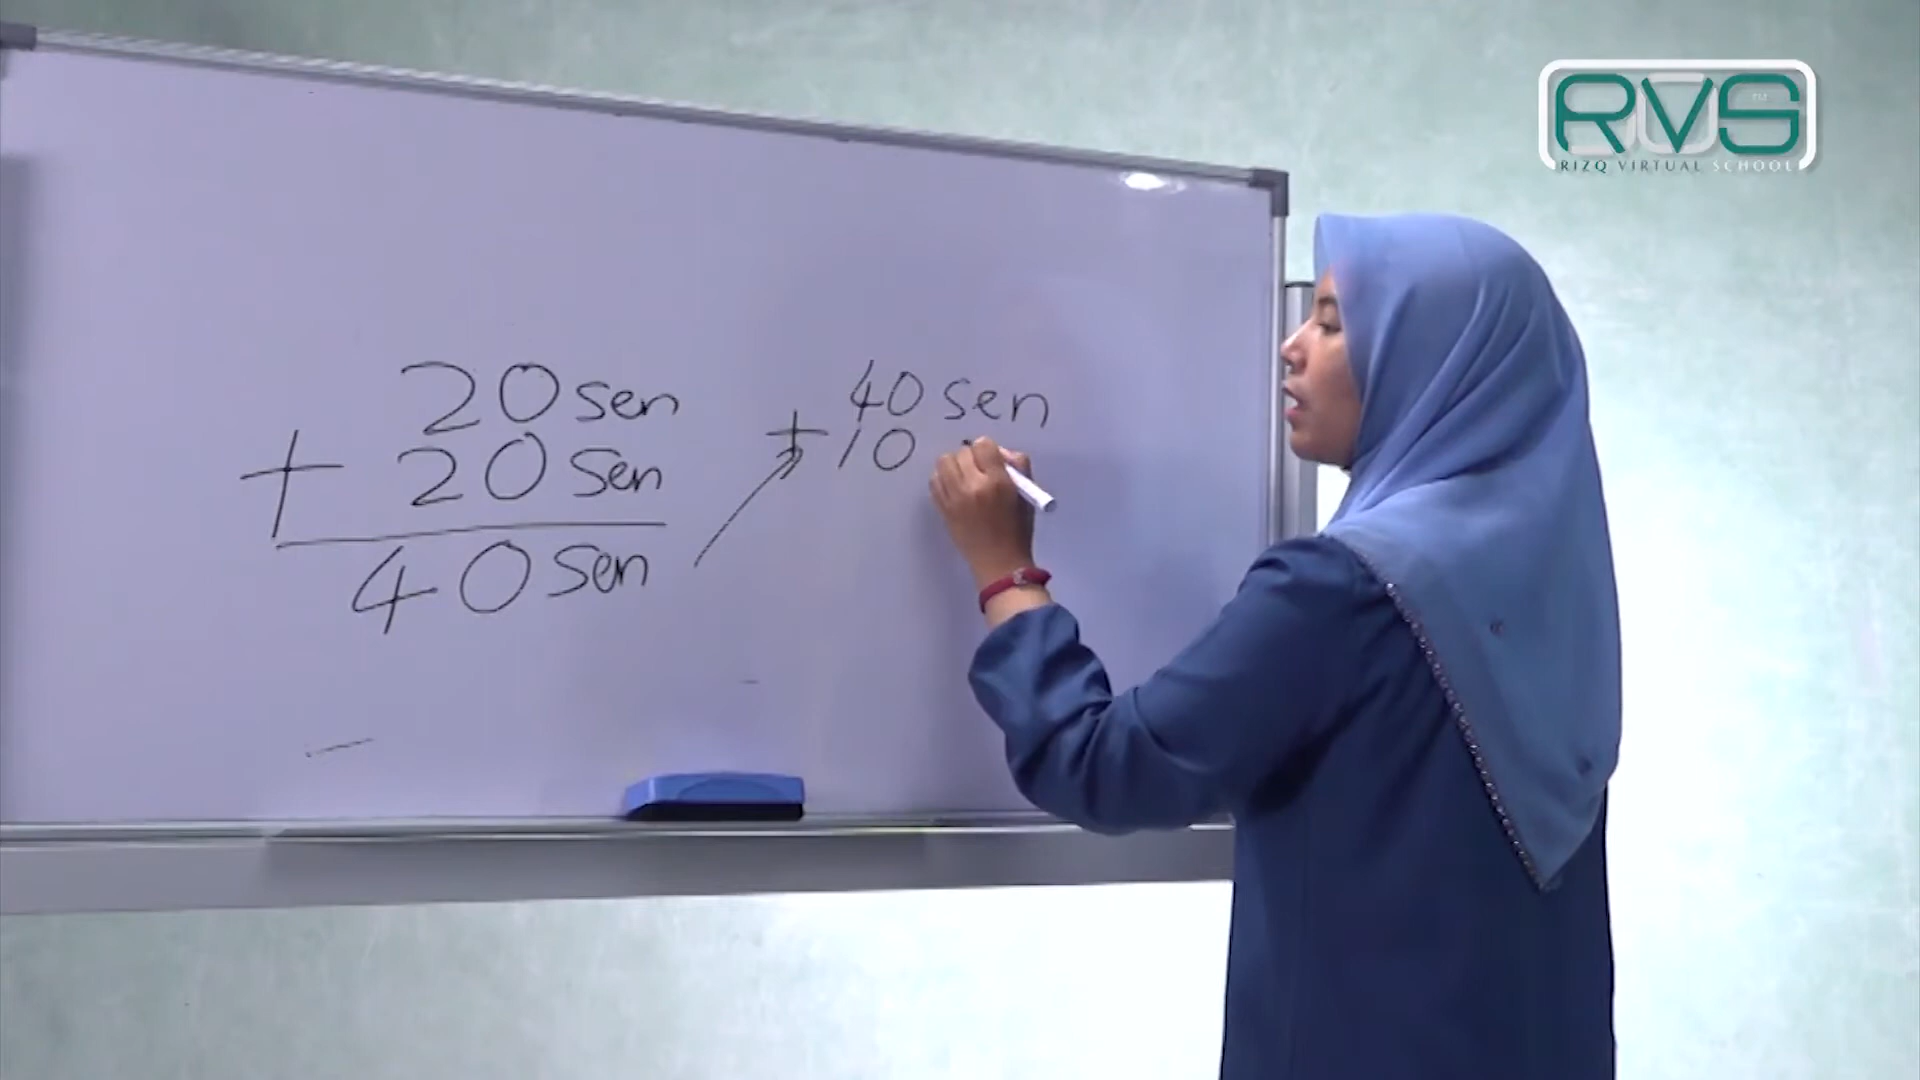 20 sen
+ 20 sen
40 sen
40 sen
+ 10
RVS
RIZQ VIRTUAL SCHOOL